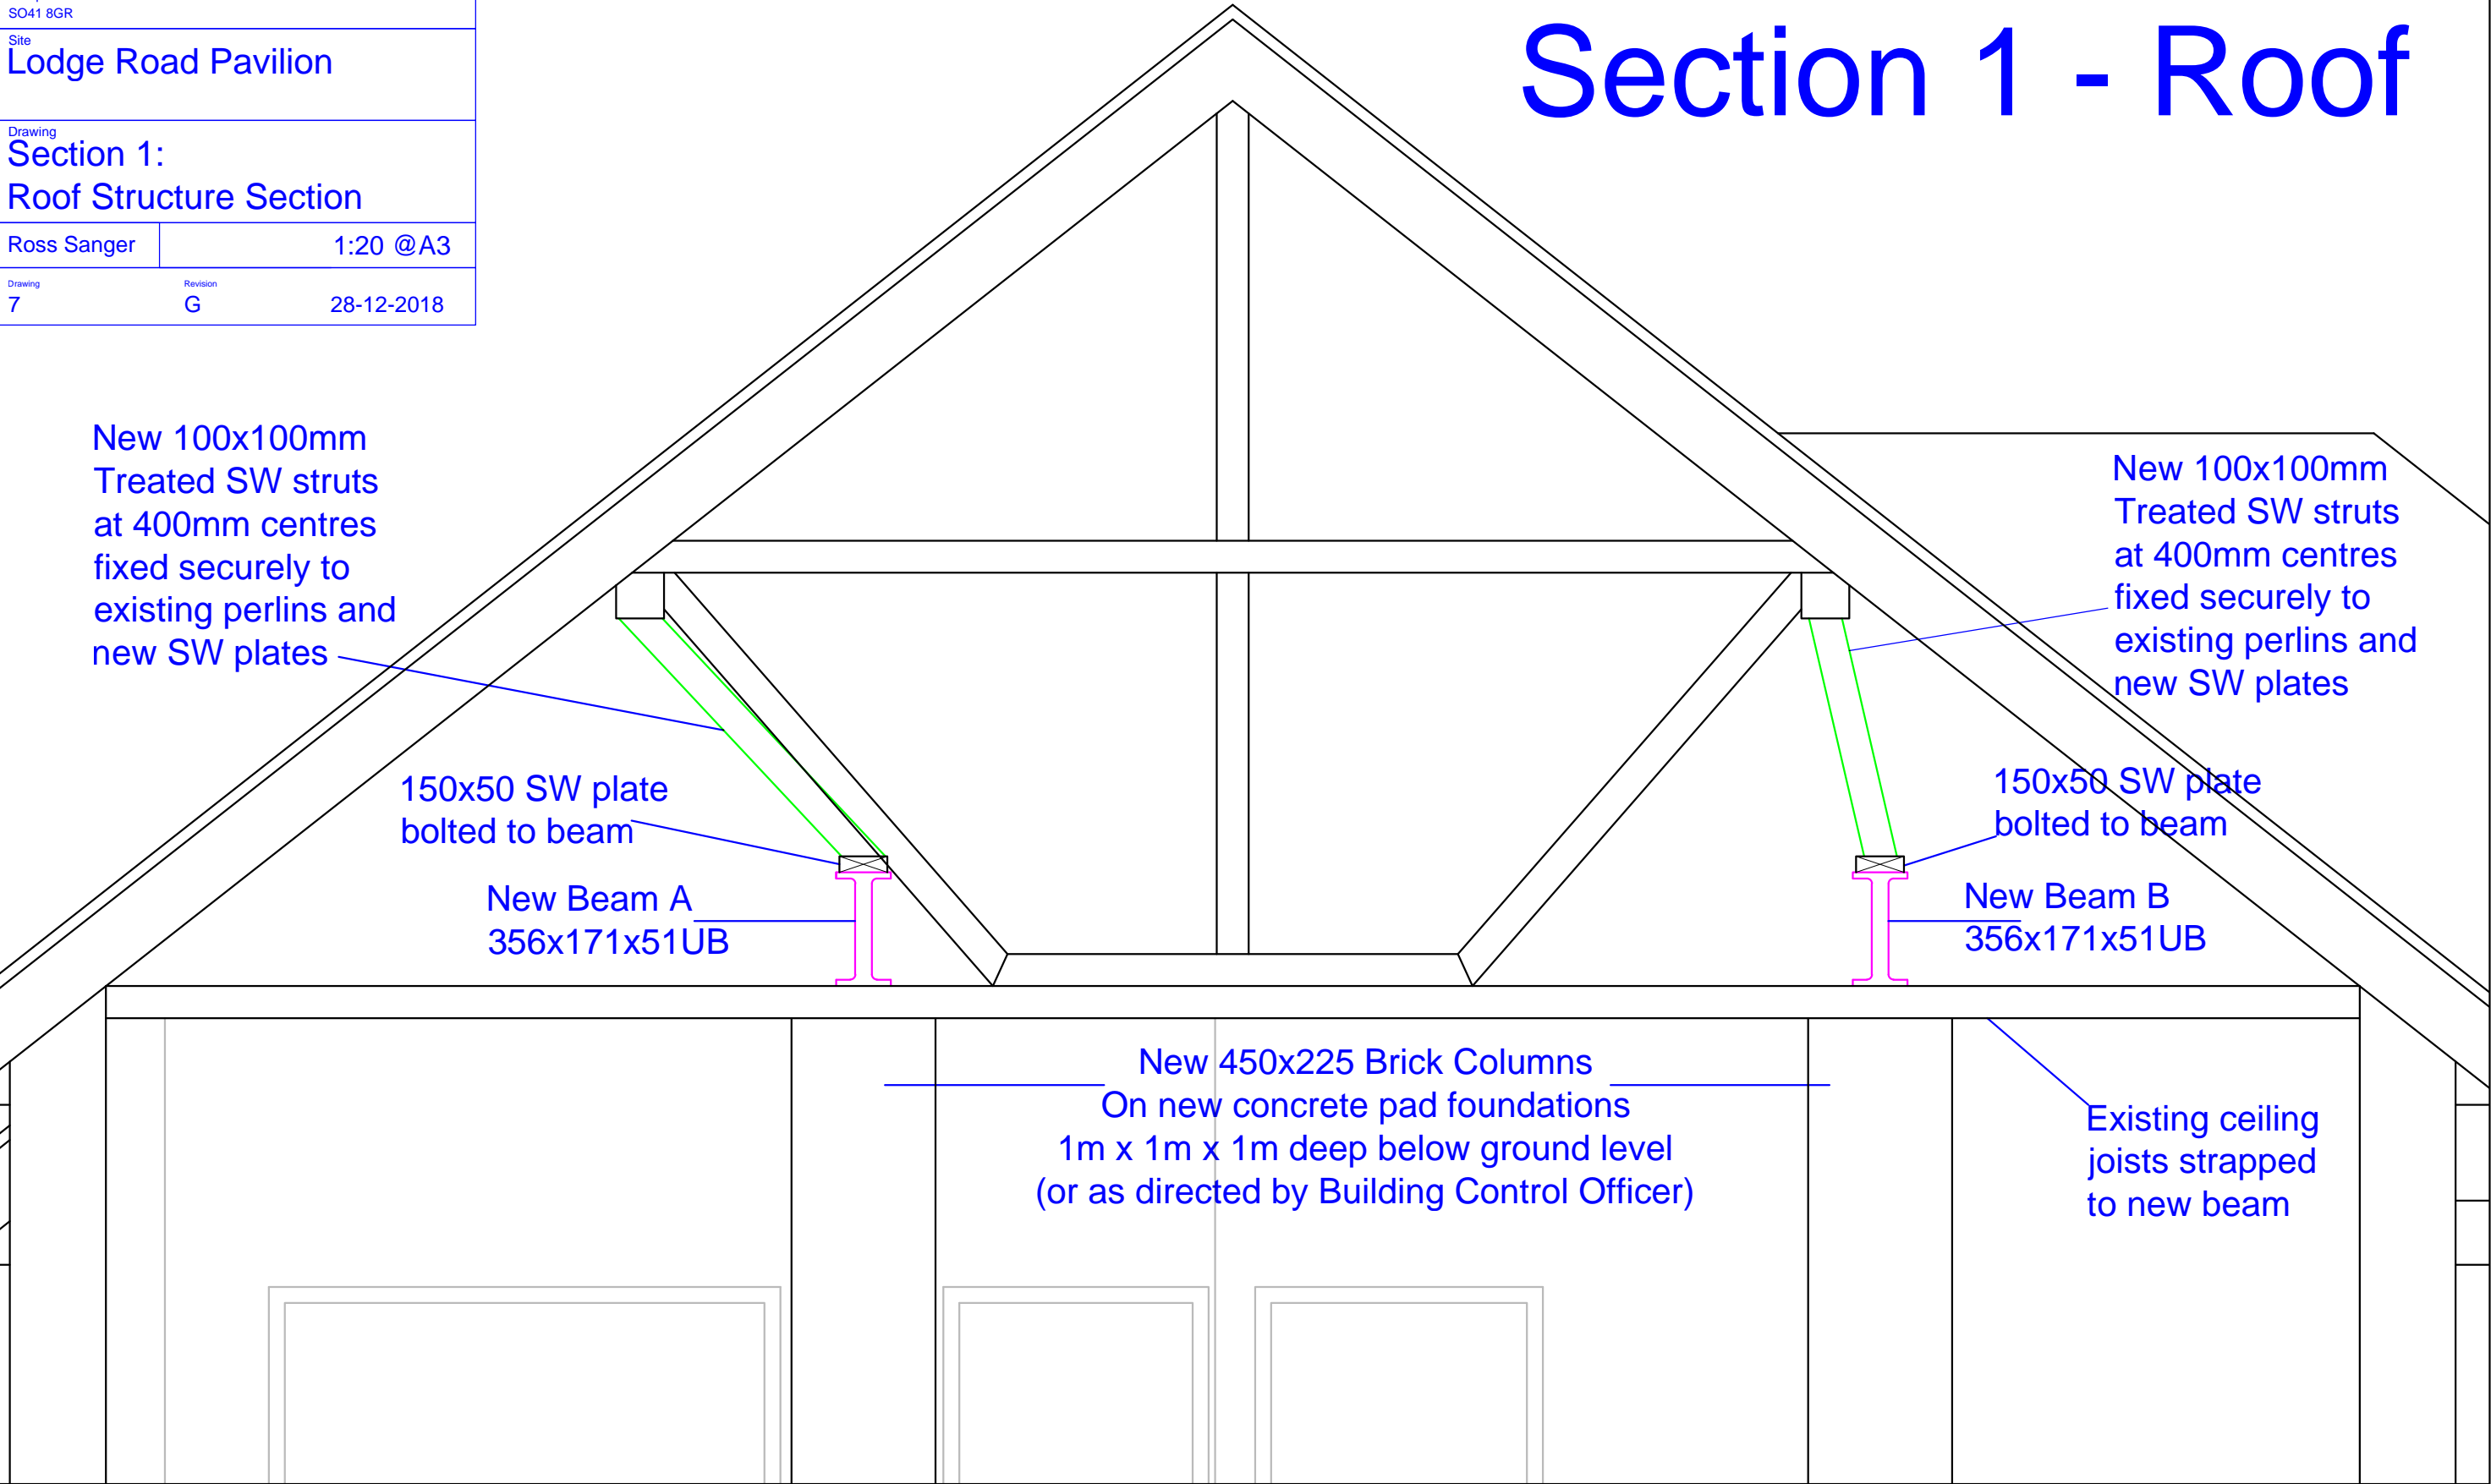 SO41 8GR
Site
Lodge Road Pavilion
Drawing
Section 1:
Roof Structure Section
Ross Sanger
1:20 @A3
Drawing
Revision
7
G
28-12-2018
Section 1 - Roof
New 100x100mm
Treated SW struts
at 400mm centres
fixed securely to
existing perlins and
new SW plates
New 100x100mm
Treated SW struts
at 400mm centres
fixed securely to
existing perlins and
new SW plates
150x50 SW plate
bolted to beam
150x50 SW plate
bolted to beam
New Beam A
356x171x51UB
New Beam B
356x171x51UB
New 450x225 Brick Columns
On new concrete pad foundations
1m x 1m x 1m deep below ground level
(or as directed by Building Control Officer)
Existing ceiling
joists strapped
to new beam